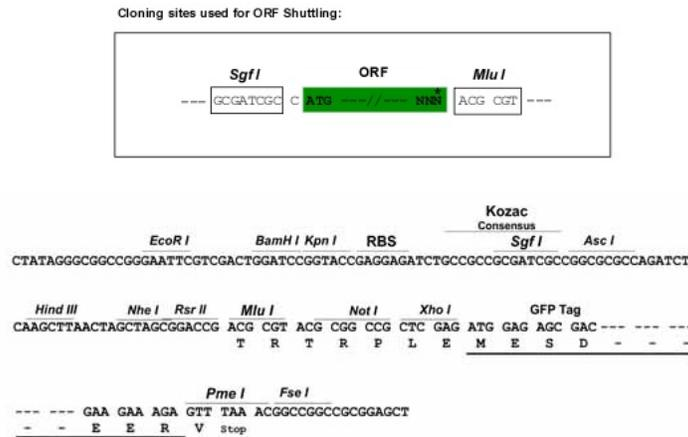 Cloning sites used for ORF Shuttling:
Sgf I ORF Mlu I
--- GCGATCGC C ATG ---//--- NNN* ACG CGT ---
Kozac
Consensus
EcoR I BamH I Kpn I RBS Sgf I Asc I
CTATAGGGCGGCCGGGAATTCGTCGACTGGATCCGGTACCGAGGAGATCTGCCGCCGCGATCGCCGGCGCGCCAGATCT
Hind III Nhe I Rsr II Mlu I Not I Xho I GFP Tag
CAAGCTTAACTAGCTAGCGGACCG ACG CGT ACG CGG CCG CTC GAG ATG GAG AGC GAC--- --- ---
T R T R P L E M E S D - - -
Pme I Fse I
--- --- GAA GAA AGA GTT TAA ACGGCCGGCCGCGGAGCT
- - E E R V Stop